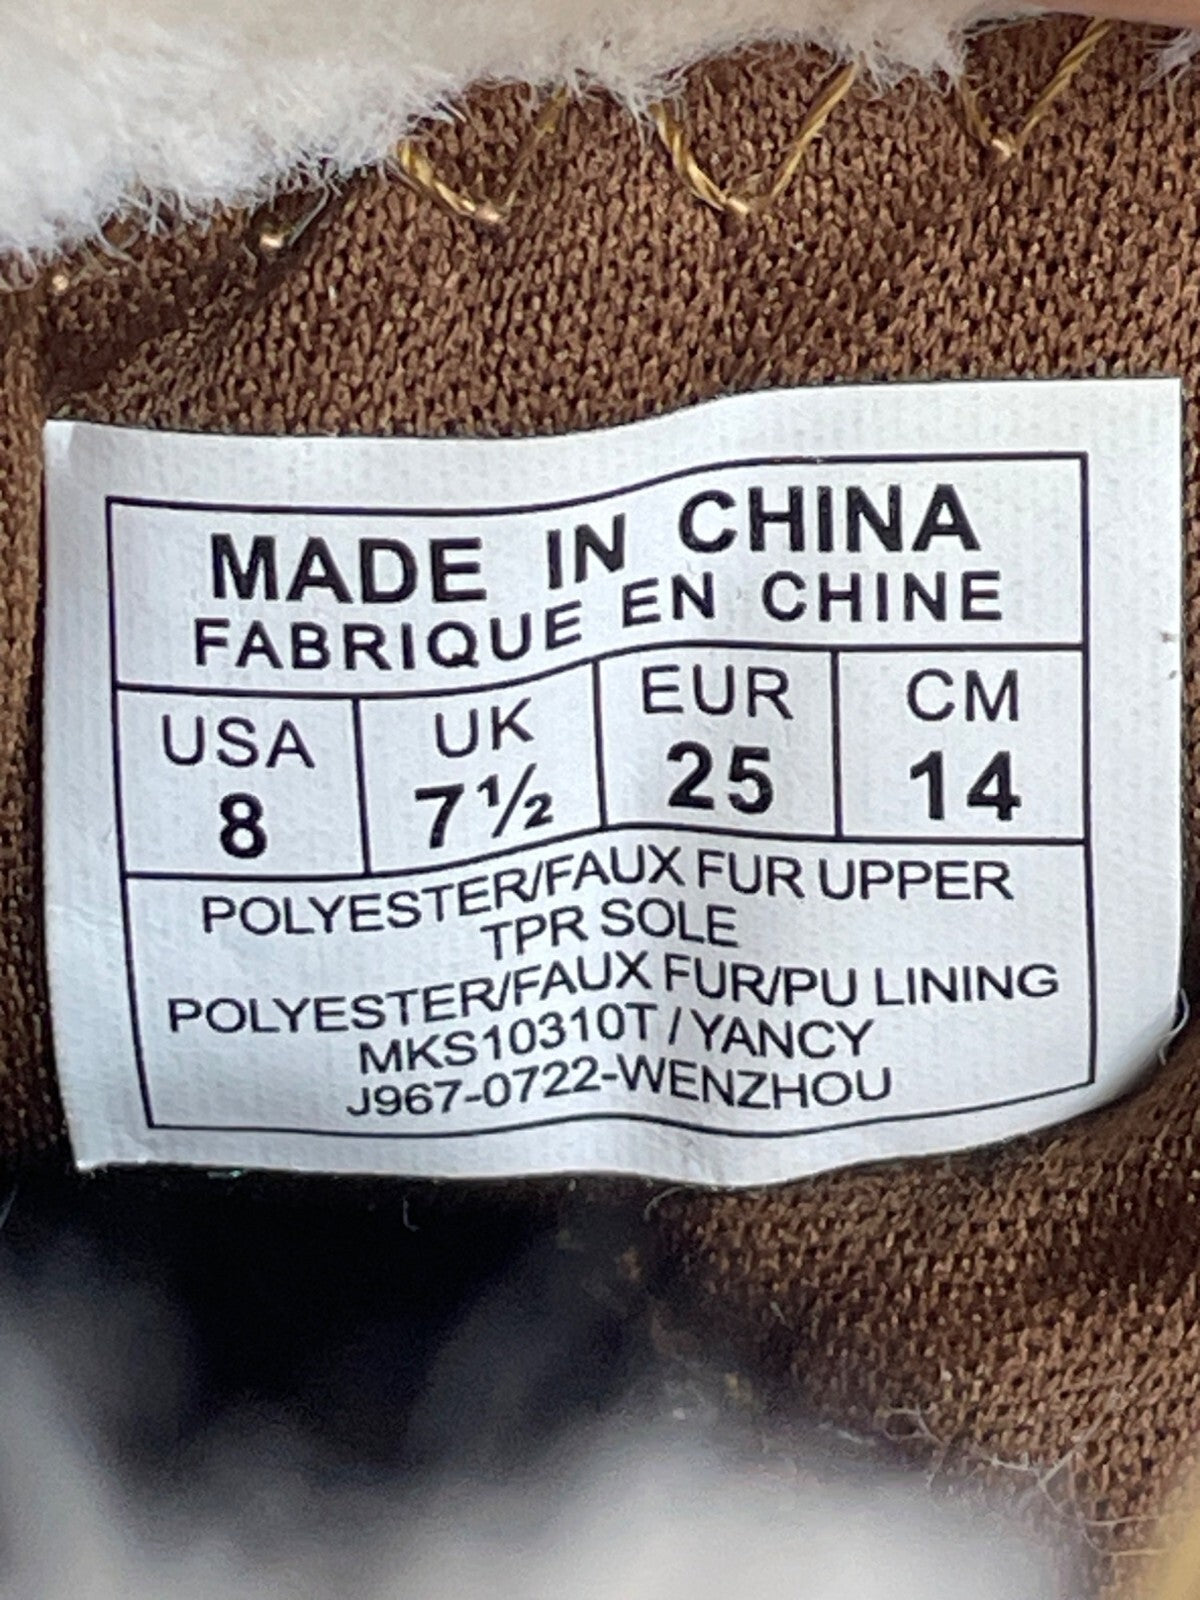 MADE IN CHINA
FABRIQUE EN CHINE
USA UK EUR CM
8 7½ 25 14
POLYESTER/FAUX FUR UPPER
TPR SOLE
POLYESTER/FAUX FUR/PU LINING
MKS10310T / YANCY
J967-0722-WENZHOU